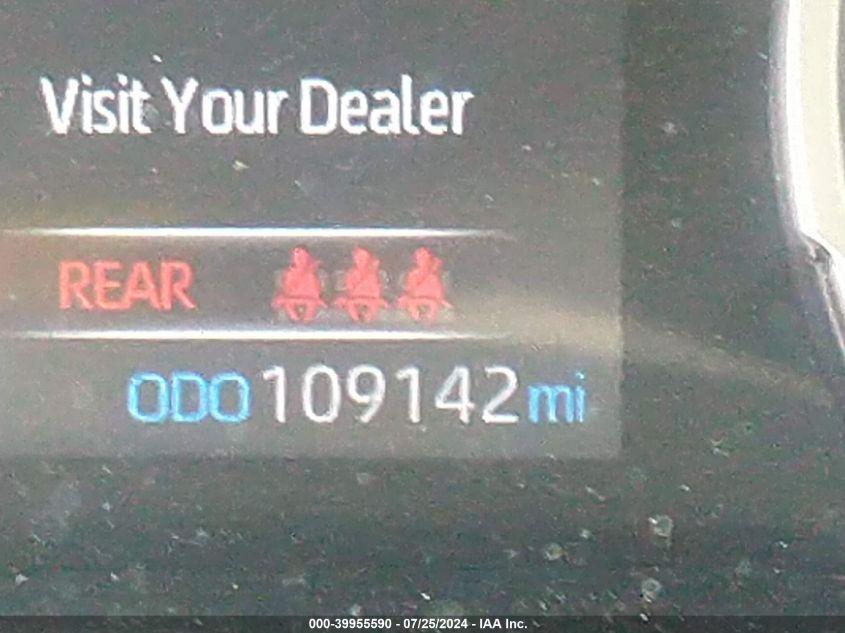 Visit Your Dealer
REAR
ODO 109142 mi
000-39955590 - 07/25/2024 - IAA Inc.